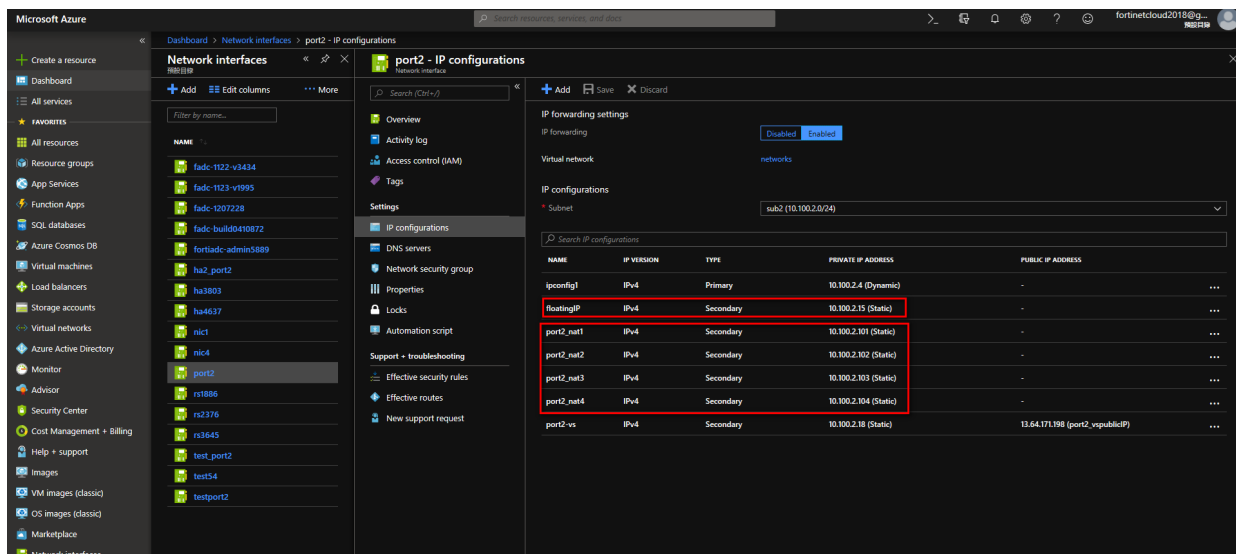 Microsoft Azure
Search resources, services, and docs
fortinetcloud2018@g...
預設目錄
Dashboard > Network interfaces > port2 - IP configurations
Create a resource
Dashboard
All services
FAVORITES
All resources
Resource groups
App Services
Function Apps
SQL databases
Azure Cosmos DB
Virtual machines
Load balancers
Storage accounts
Virtual networks
Azure Active Directory
Monitor
Advisor
Security Center
Cost Management + Billing
Help + support
Images
VM images (classic)
OS images (classic)
Marketplace
Network interfaces
Network interfaces
預設目錄
Add Edit columns More
Filter by name...
NAME
fadc-1122-v3434
fadc-1123-v1995
fadc-1207228
fadc-build0410872
fortiadc-admin5889
ha2_port2
ha3803
ha4637
nic1
nic4
port2
rs1886
rs2376
rs3645
test_port2
test54
testport2
port2 - IP configurations
Network interface
Search (Ctrl+/)
Overview
Activity log
Access control (IAM)
Tags
Settings
IP configurations
DNS servers
Network security group
Properties
Locks
Automation script
Support + troubleshooting
Effective security rules
Effective routes
New support request
Add Save Discard
IP forwarding settings
IP forwarding Disabled Enabled
Virtual network networks
IP configurations
* Subnet sub2 (10.100.2.0/24)
Search IP configurations
NAME IP VERSION TYPE PRIVATE IP ADDRESS PUBLIC IP ADDRESS
ipconfig1 IPv4 Primary 10.100.2.4 (Dynamic) - ...
floatingIP IPv4 Secondary 10.100.2.15 (Static) - ...
port2_nat1 IPv4 Secondary 10.100.2.101 (Static) - ...
port2_nat2 IPv4 Secondary 10.100.2.102 (Static) - ...
port2_nat3 IPv4 Secondary 10.100.2.103 (Static) - ...
port2_nat4 IPv4 Secondary 10.100.2.104 (Static) - ...
port2-vs IPv4 Secondary 10.100.2.18 (Static) 13.64.171.198 (port2_vspublicIP) ...